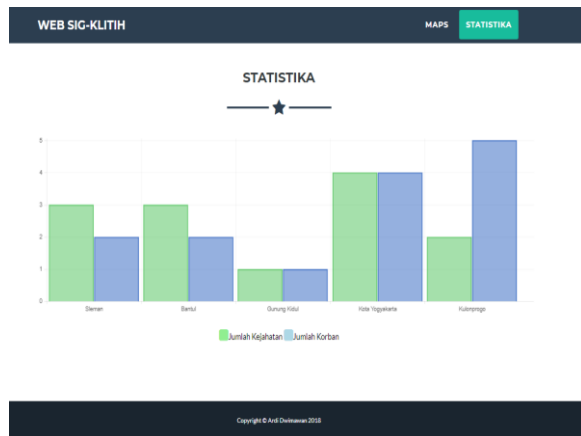 WEB SIG-KLITIH
MAPS STATISTIKA
STATISTIKA
5
4
3
2
1
0
Sleman Bantul Gunung Kidul Kota Yogyakarta Kulonprogo
Jumlah Kejahatan Jumlah Korban
Copyright © Ardi Dwimawan 2018